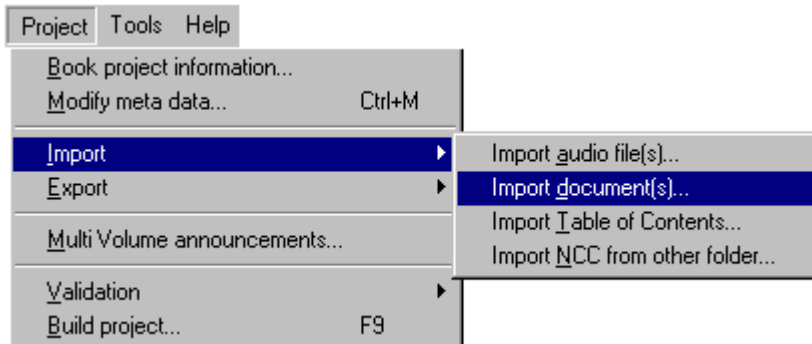 Project Tools Help
Book project information...
Modify meta data... Ctrl+M
Import
Export
Multi Volume announcements...
Validation
Build project... F9
Import audio file(s)...
Import document(s)...
Import Table of Contents...
Import NCC from other folder...